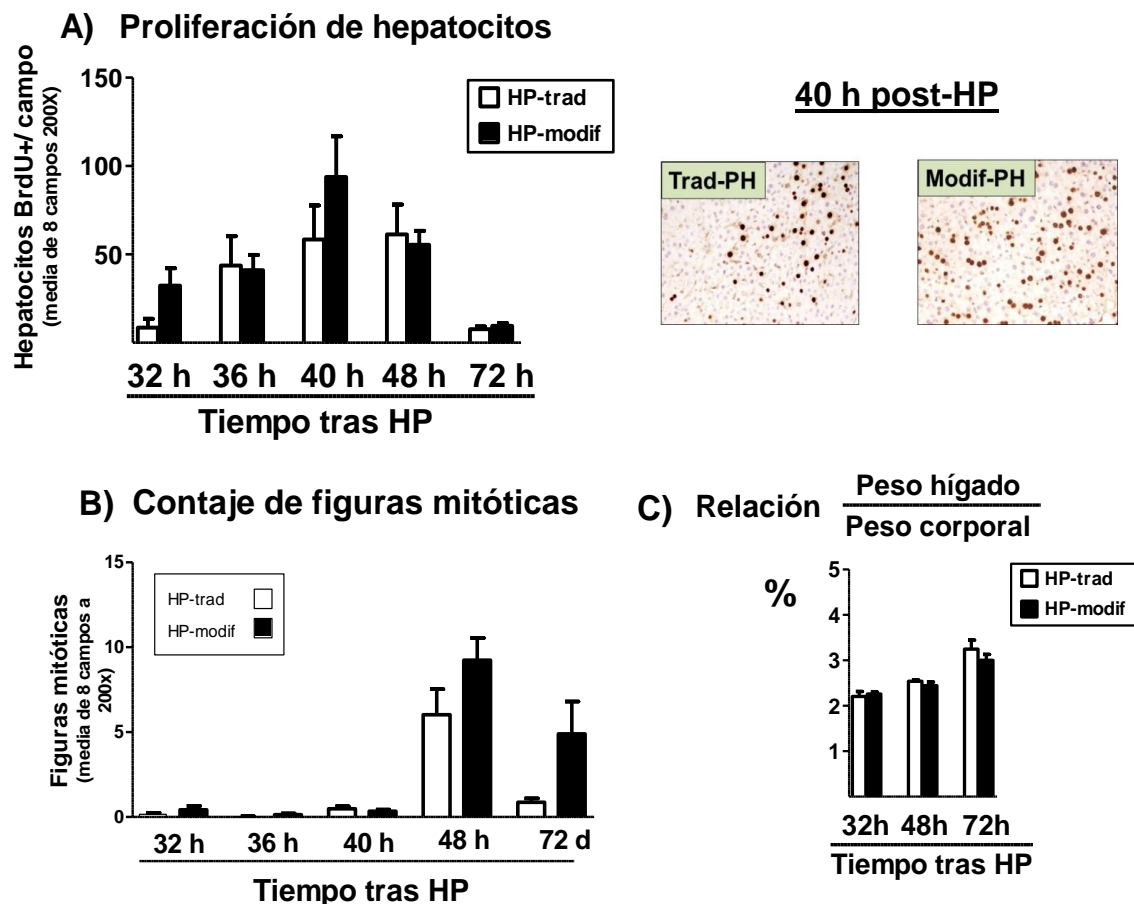 A) Proliferación de hepatocitos
Hepatocitos BrdU+/ campo
(media de 8 campos 200X)
150
100
50
HP-trad
HP-modif
32 h 36 h 40 h 48 h 72 h
Tiempo tras HP
40 h post-HP
Trad-PH
Modif-PH
B) Contaje de figuras mitóticas
Figuras mitóticas
(media de 8 campos a
200x)
15
10
5
0
HP-trad
HP-modif
32 h 36 h 40 h 48 h 72 d
Tiempo tras HP
C) Relación
Peso hígado
Peso corporal
%
5
4
3
2
1
HP-trad
HP-modif
32h 48h 72h
Tiempo tras HP